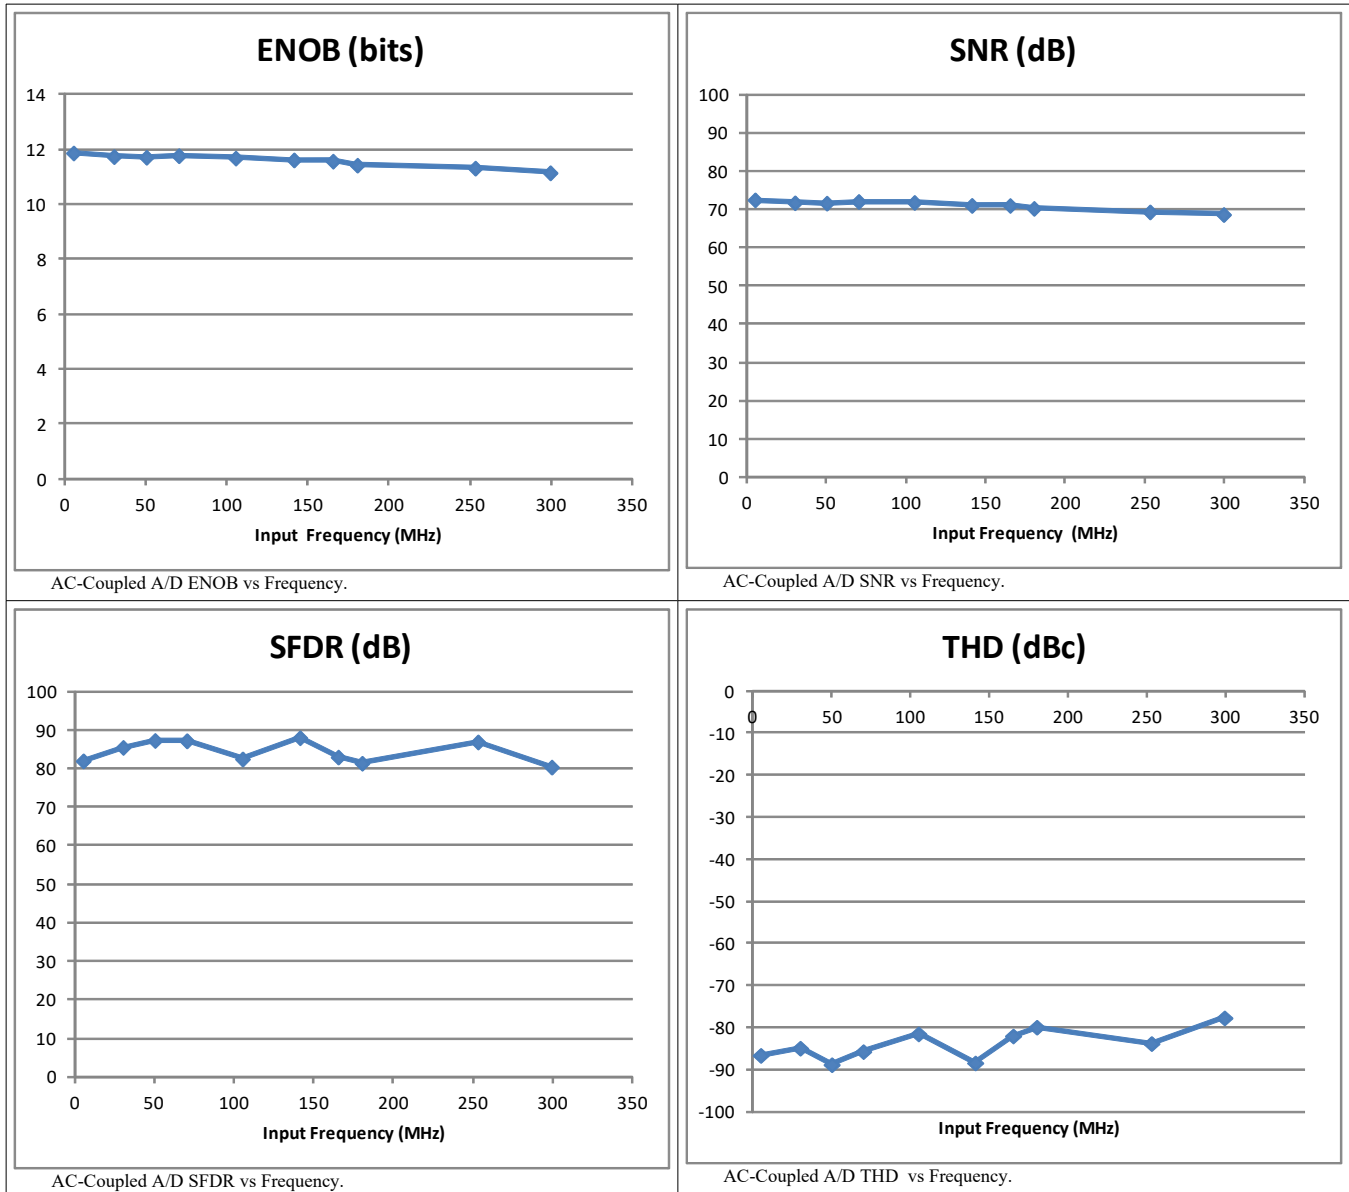 ENOB (bits)
14
12
10
8
6
4
2
0
0 50 100 150 200 250 300 350
Input Frequency (MHz)
AC-Coupled A/D ENOB vs Frequency.
SNR (dB)
100
90
80
70
60
50
40
30
20
10
0
0 50 100 150 200 250 300 350
Input Frequency (MHz)
AC-Coupled A/D SNR vs Frequency.
SFDR (dB)
100
90
80
70
60
50
40
30
20
10
0
0 50 100 150 200 250 300 350
Input Frequency (MHz)
AC-Coupled A/D SFDR vs Frequency.
THD (dBc)
0
0 50 100 150 200 250 300 350
-10
-20
-30
-40
-50
-60
-70
-80
-90
-100
Input Frequency (MHz)
AC-Coupled A/D THD vs Frequency.